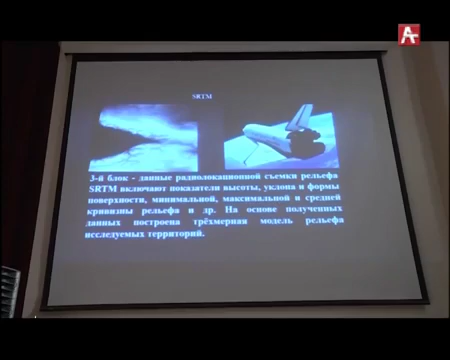 SRTM
3-й блок - данные радиолокационной съемки рельефа
SRTM включают показатели высоты, уклона и формы
поверхности, минимальной, максимальной и средней
кривизны рельефа и др. На основе полученных
данных построена трёхмерная модель рельефа
исследуемых территорий.